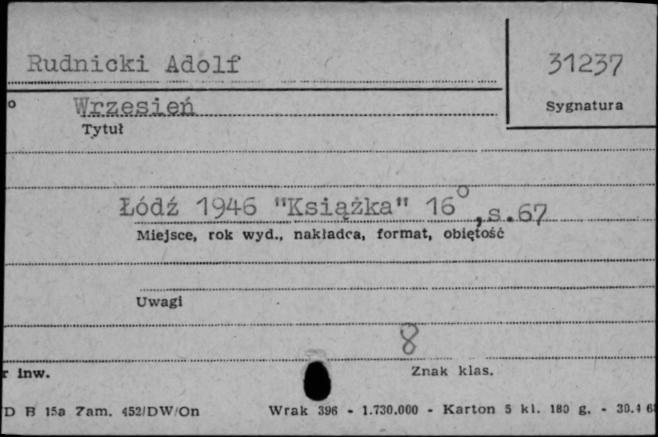 Rudnicki Adolf
31237
o Wrzesień
Sygnatura
Tytuł
Łódź 1946 "Książka" 16°, s.67
Miejsce, rok wyd., nakładca, format, objętość
Uwagi
8
r inw.
Znak klas.
D B 15a Zam. 452/DW/On Wrak 396 - 1.730.000 - Karton 5 kl. 180 g. - 30.4 6